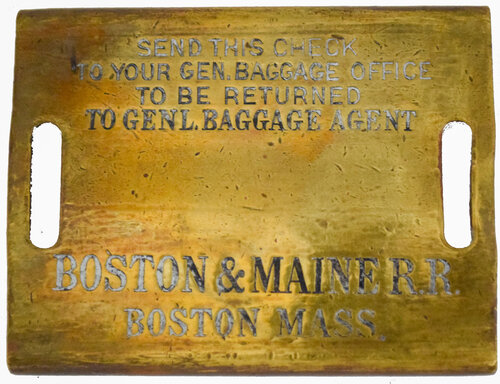 SEND THIS CHECK
TO YOUR GEN. BAGGAGE OFFICE
TO BE RETURNED
TO GENL. BAGGAGE AGENT
BOSTON & MAINE R.R.
BOSTON MASS.